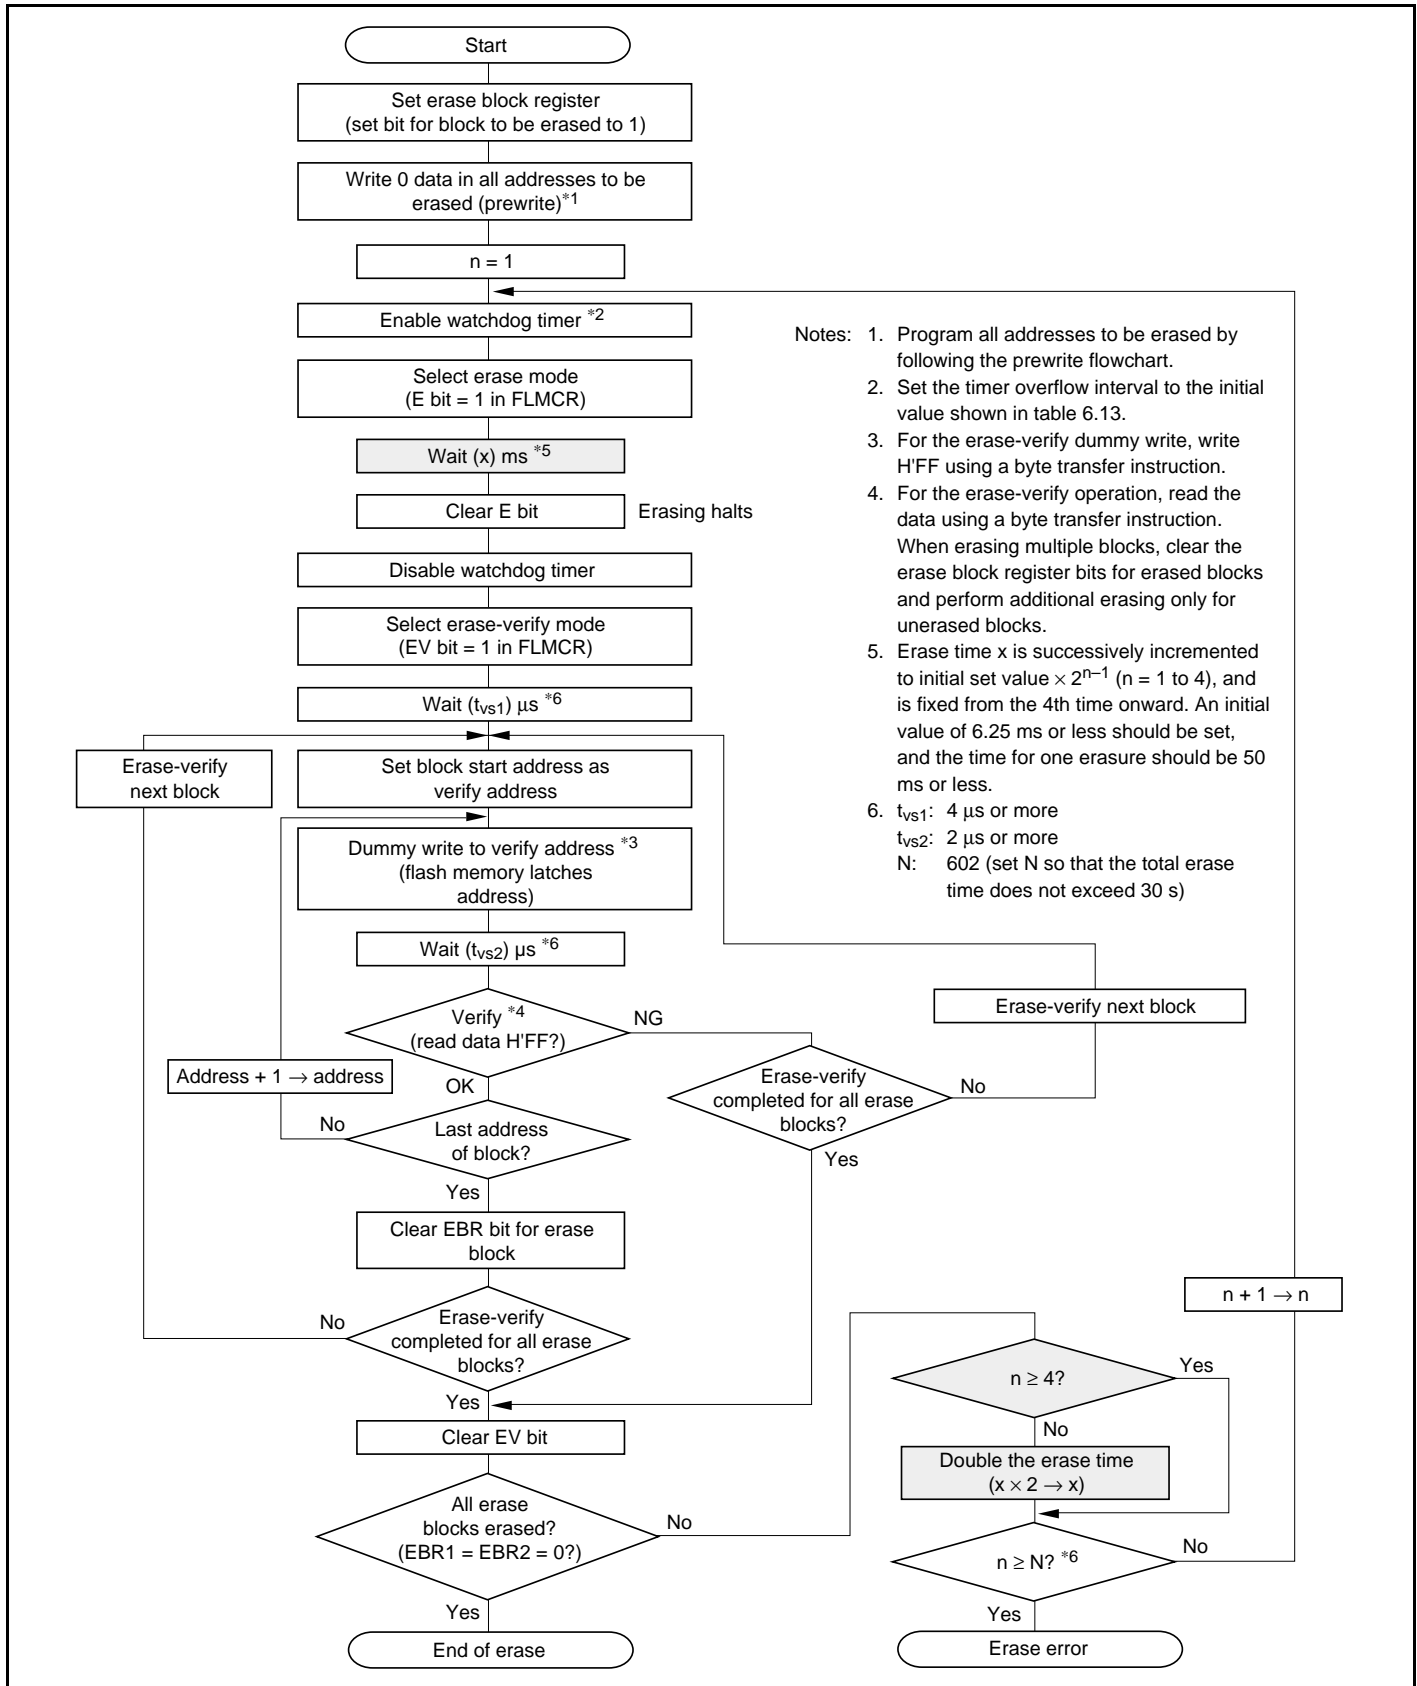 Start
Set erase block register
(set bit for block to be erased to 1)
Write 0 data in all addresses to be
erased (prewrite)*1
n = 1
Enable watchdog timer *2
Select erase mode
(E bit = 1 in FLMCR)
Wait (x) ms *5
Clear E bit
Erasing halts
Disable watchdog timer
Select erase-verify mode
(EV bit = 1 in FLMCR)
Wait (tvs1) μs *6
Erase-verify
next block
Set block start address as
verify address
Dummy write to verify address *3
(flash memory latches
address)
Wait (tvs2) μs *6
Verify *4
(read data H'FF?)
NG
OK
Address + 1 → address
No
Last address
of block?
Yes
Clear EBR bit for erase
block
No
Erase-verify
completed for all erase
blocks?
Yes
Clear EV bit
All erase
blocks erased?
(EBR1 = EBR2 = 0?)
No
Yes
End of erase
Notes: 1. Program all addresses to be erased by
following the prewrite flowchart.
2. Set the timer overflow interval to the initial
value shown in table 6.13.
3. For the erase-verify dummy write, write
H'FF using a byte transfer instruction.
4. For the erase-verify operation, read the
data using a byte transfer instruction.
When erasing multiple blocks, clear the
erase block register bits for erased blocks
and perform additional erasing only for
unerased blocks.
5. Erase time x is successively incremented
to initial set value × 2n–1 (n = 1 to 4), and
is fixed from the 4th time onward. An initial
value of 6.25 ms or less should be set,
and the time for one erasure should be 50
ms or less.
6. tvs1: 4 μs or more
tvs2: 2 μs or more
N: 602 (set N so that the total erase
time does not exceed 30 s)
Erase-verify next block
Erase-verify
completed for all erase
blocks?
No
Yes
n + 1 → n
n ≥ 4?
Yes
No
Double the erase time
(x × 2 → x)
n ≥ N? *6
No
Yes
Erase error